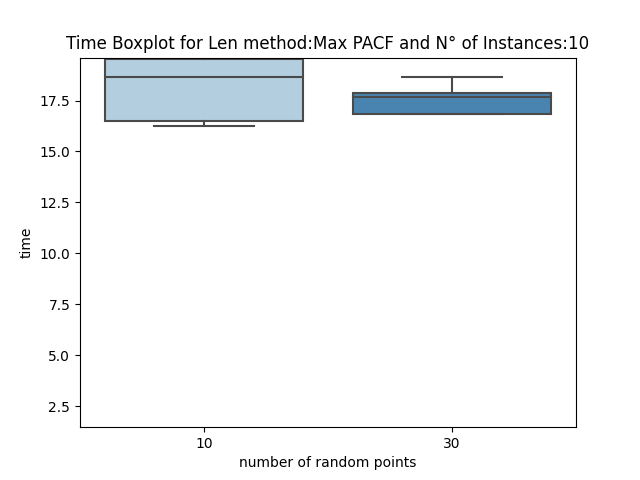 Time Boxplot for Len method:Max PACF and N° of Instances:10
17.5
15.0
12.5
10.0
7.5
5.0
2.5
time
10 30
number of random points